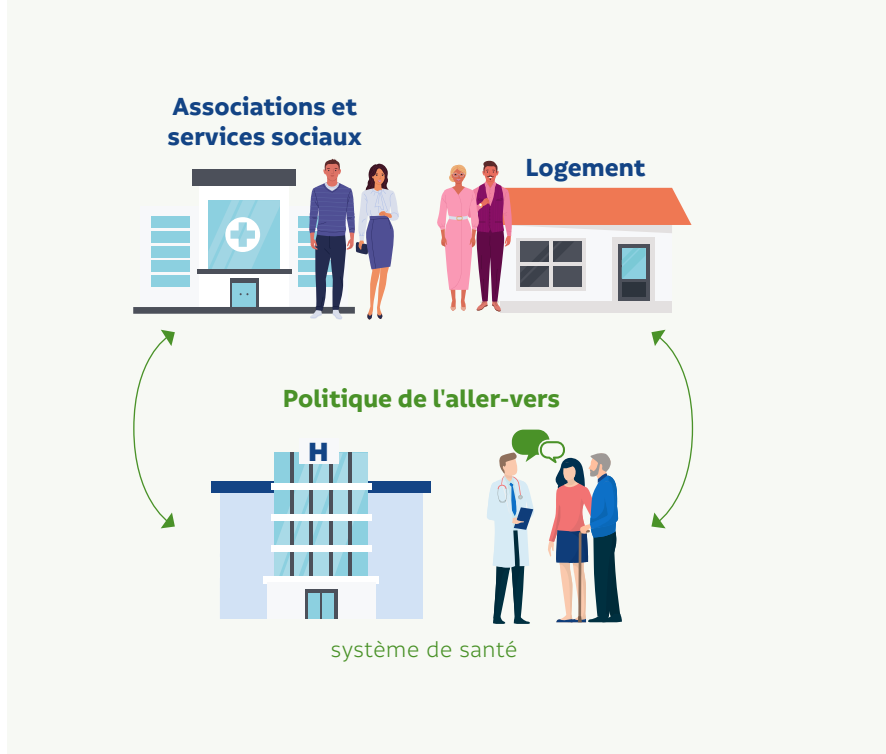 Associations et
services sociaux
Logement
Politique de l'aller-vers
H
système de santé